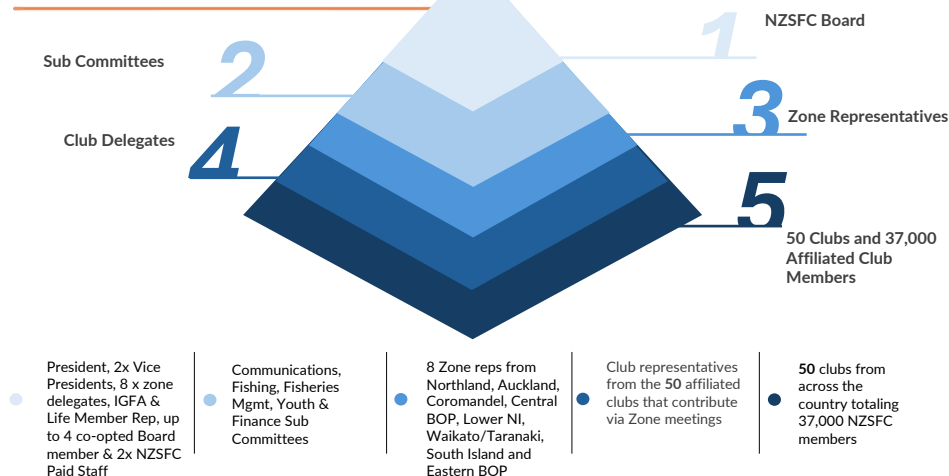 1
NZSFC Board
2
Sub Committees
3
Zone Representatives
4
Club Delegates
5
50 Clubs and 37,000
Affiliated Club
Members
President, 2x Vice
Presidents, 8 x zone
delegates, IGFA &
Life Member Rep, up
to 4 co-opted Board
member & 2x NZSFC
Paid Staff
Communications,
Fishing, Fisheries
Mgmt, Youth &
Finance Sub
Committees
8 Zone reps from
Northland, Auckland,
Coromandel, Central
BOP, Lower NI,
Waikato/Taranaki,
South Island and
Eastern BOP
Club representatives
from the 50 affiliated
clubs that contribute
via Zone meetings
50 clubs from
across the
country totaling
37,000 NZSFC
members